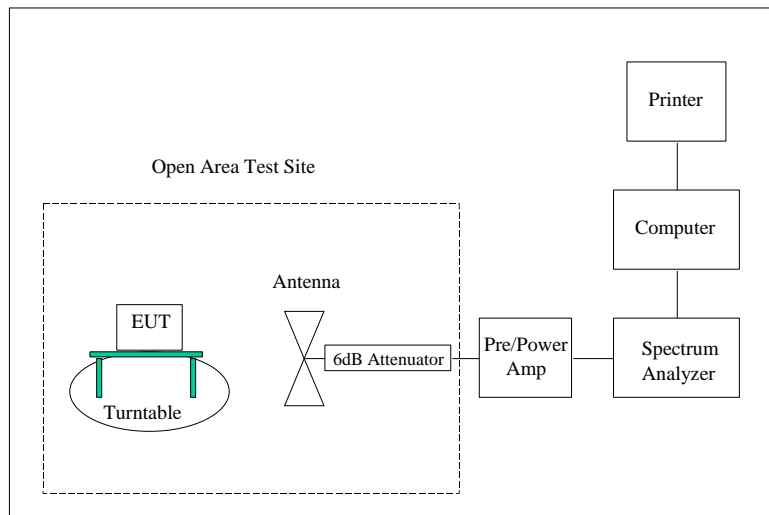 Printer
Open Area Test Site
Computer
Antenna
EUT
6dB Attenuator
Pre/Power
Amp
Spectrum
Analyzer
Turntable